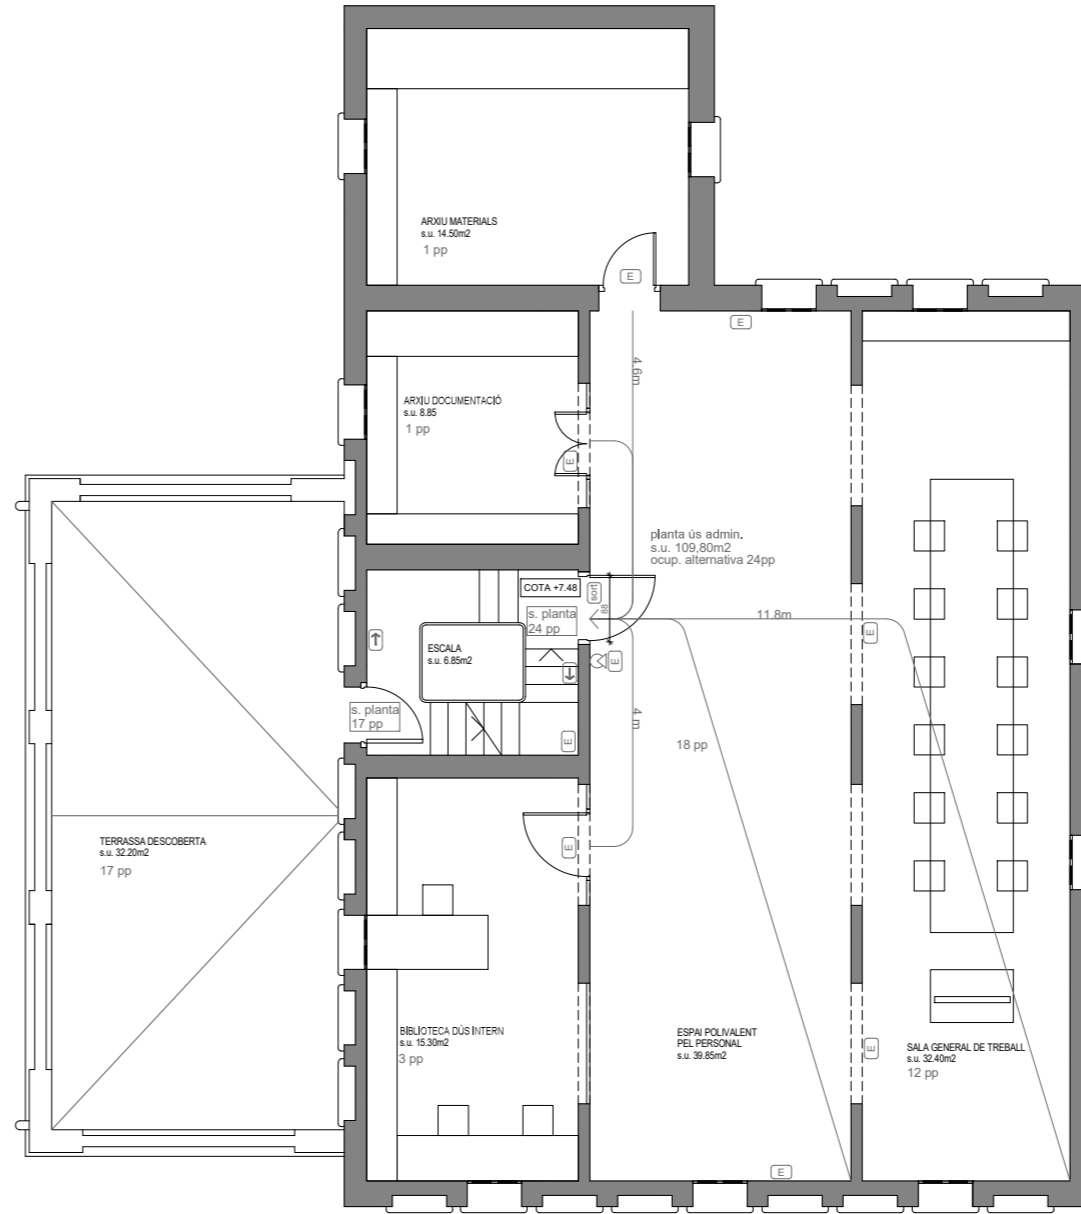 ARXIU MATERIALS
s.u. 14.50m2
1 pp
E
E
4.6m
ARXIU DOCUMENTACIÓ
s.u. 8.85
1 pp
E
planta ús admin.
s.u. 109,80m2
ocup. alternativa 24pp
COTA +7.48
sort
88
s. planta
24 pp
11.8m
E
ESCALA
s.u. 6.85m2
E
s. planta
17 pp
4 m
E
18 pp
TERRASSA DESCOBERTA
s.u. 32.20m2
17 pp
E
BIBLIOTECA DÚS INTERN
s.u. 15.30m2
3 pp
ESPAI POLIVALENT
PEL PERSONAL
s.u. 39.85m2
E
SALA GENERAL DE TREBALL
s.u. 32.40m2
12 pp
E